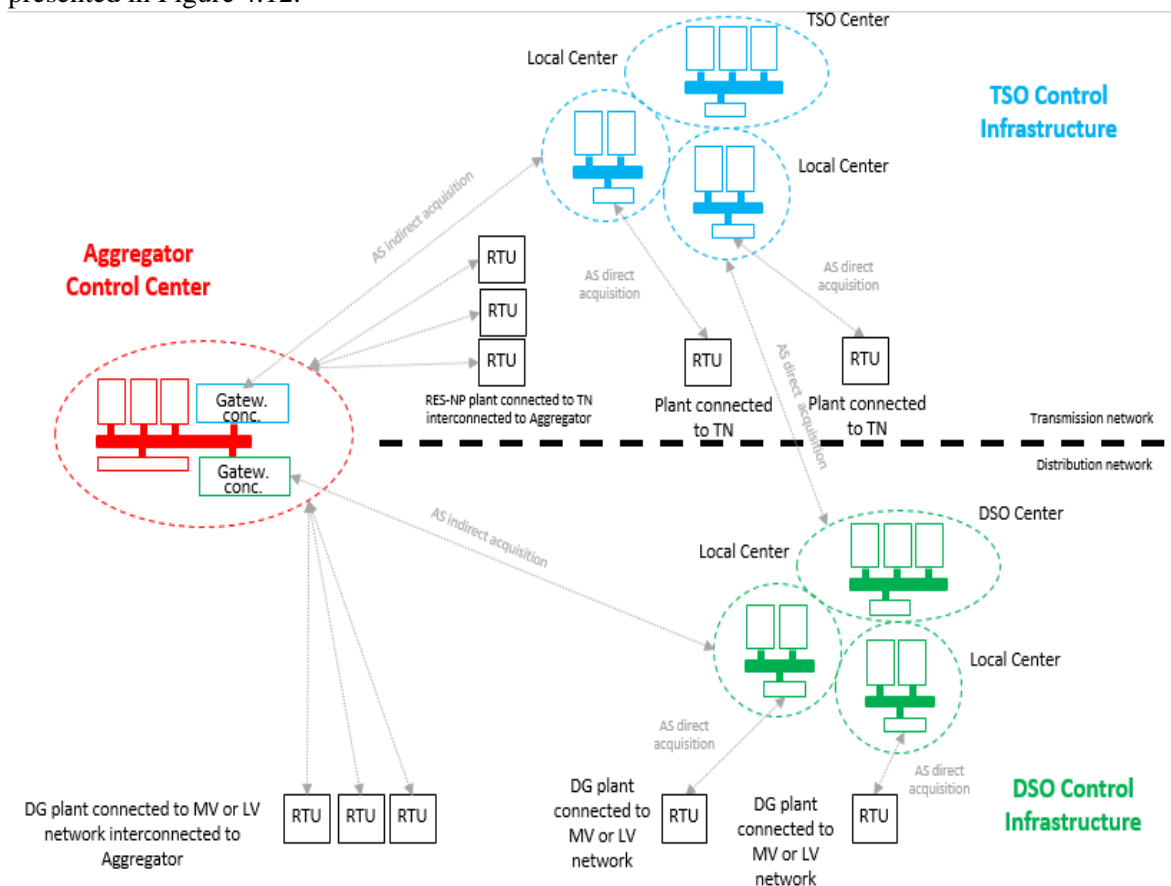 presented in Figure 4.12.
TSO Center
Local Center
TSO Control
Infrastructure
Local Center
AS indirect acquisition
Aggregator
Control Center
RTU
RTU
RTU
AS direct
acquisition
AS direct
acquisition
RTU
RTU
AS direct acquisition
RES-NP plant connected to TN
interconnected to Aggregator
Plant connected
to TN
Plant connected
to TN
Gatew.
conc.
Transmission network
Distribution network
Gatew.
conc.
AS indirect acquisition
DSO Center
Local Center
Local Center
AS direct
acquisition
AS direct
acquisition
DG plant connected to MV or LV
network interconnected to
Aggregator
RTU
RTU
RTU
DG plant
connected to
MV or LV
network
RTU
DG plant
connected to
MV or LV
network
RTU
DSO Control
Infrastructure